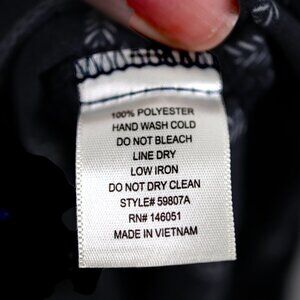 100% POLYESTER
HAND WASH COLD
DO NOT BLEACH
LINE DRY
LOW IRON
DO NOT DRY CLEAN
STYLE# 59807A
RN# 146051
MADE IN VIETNAM